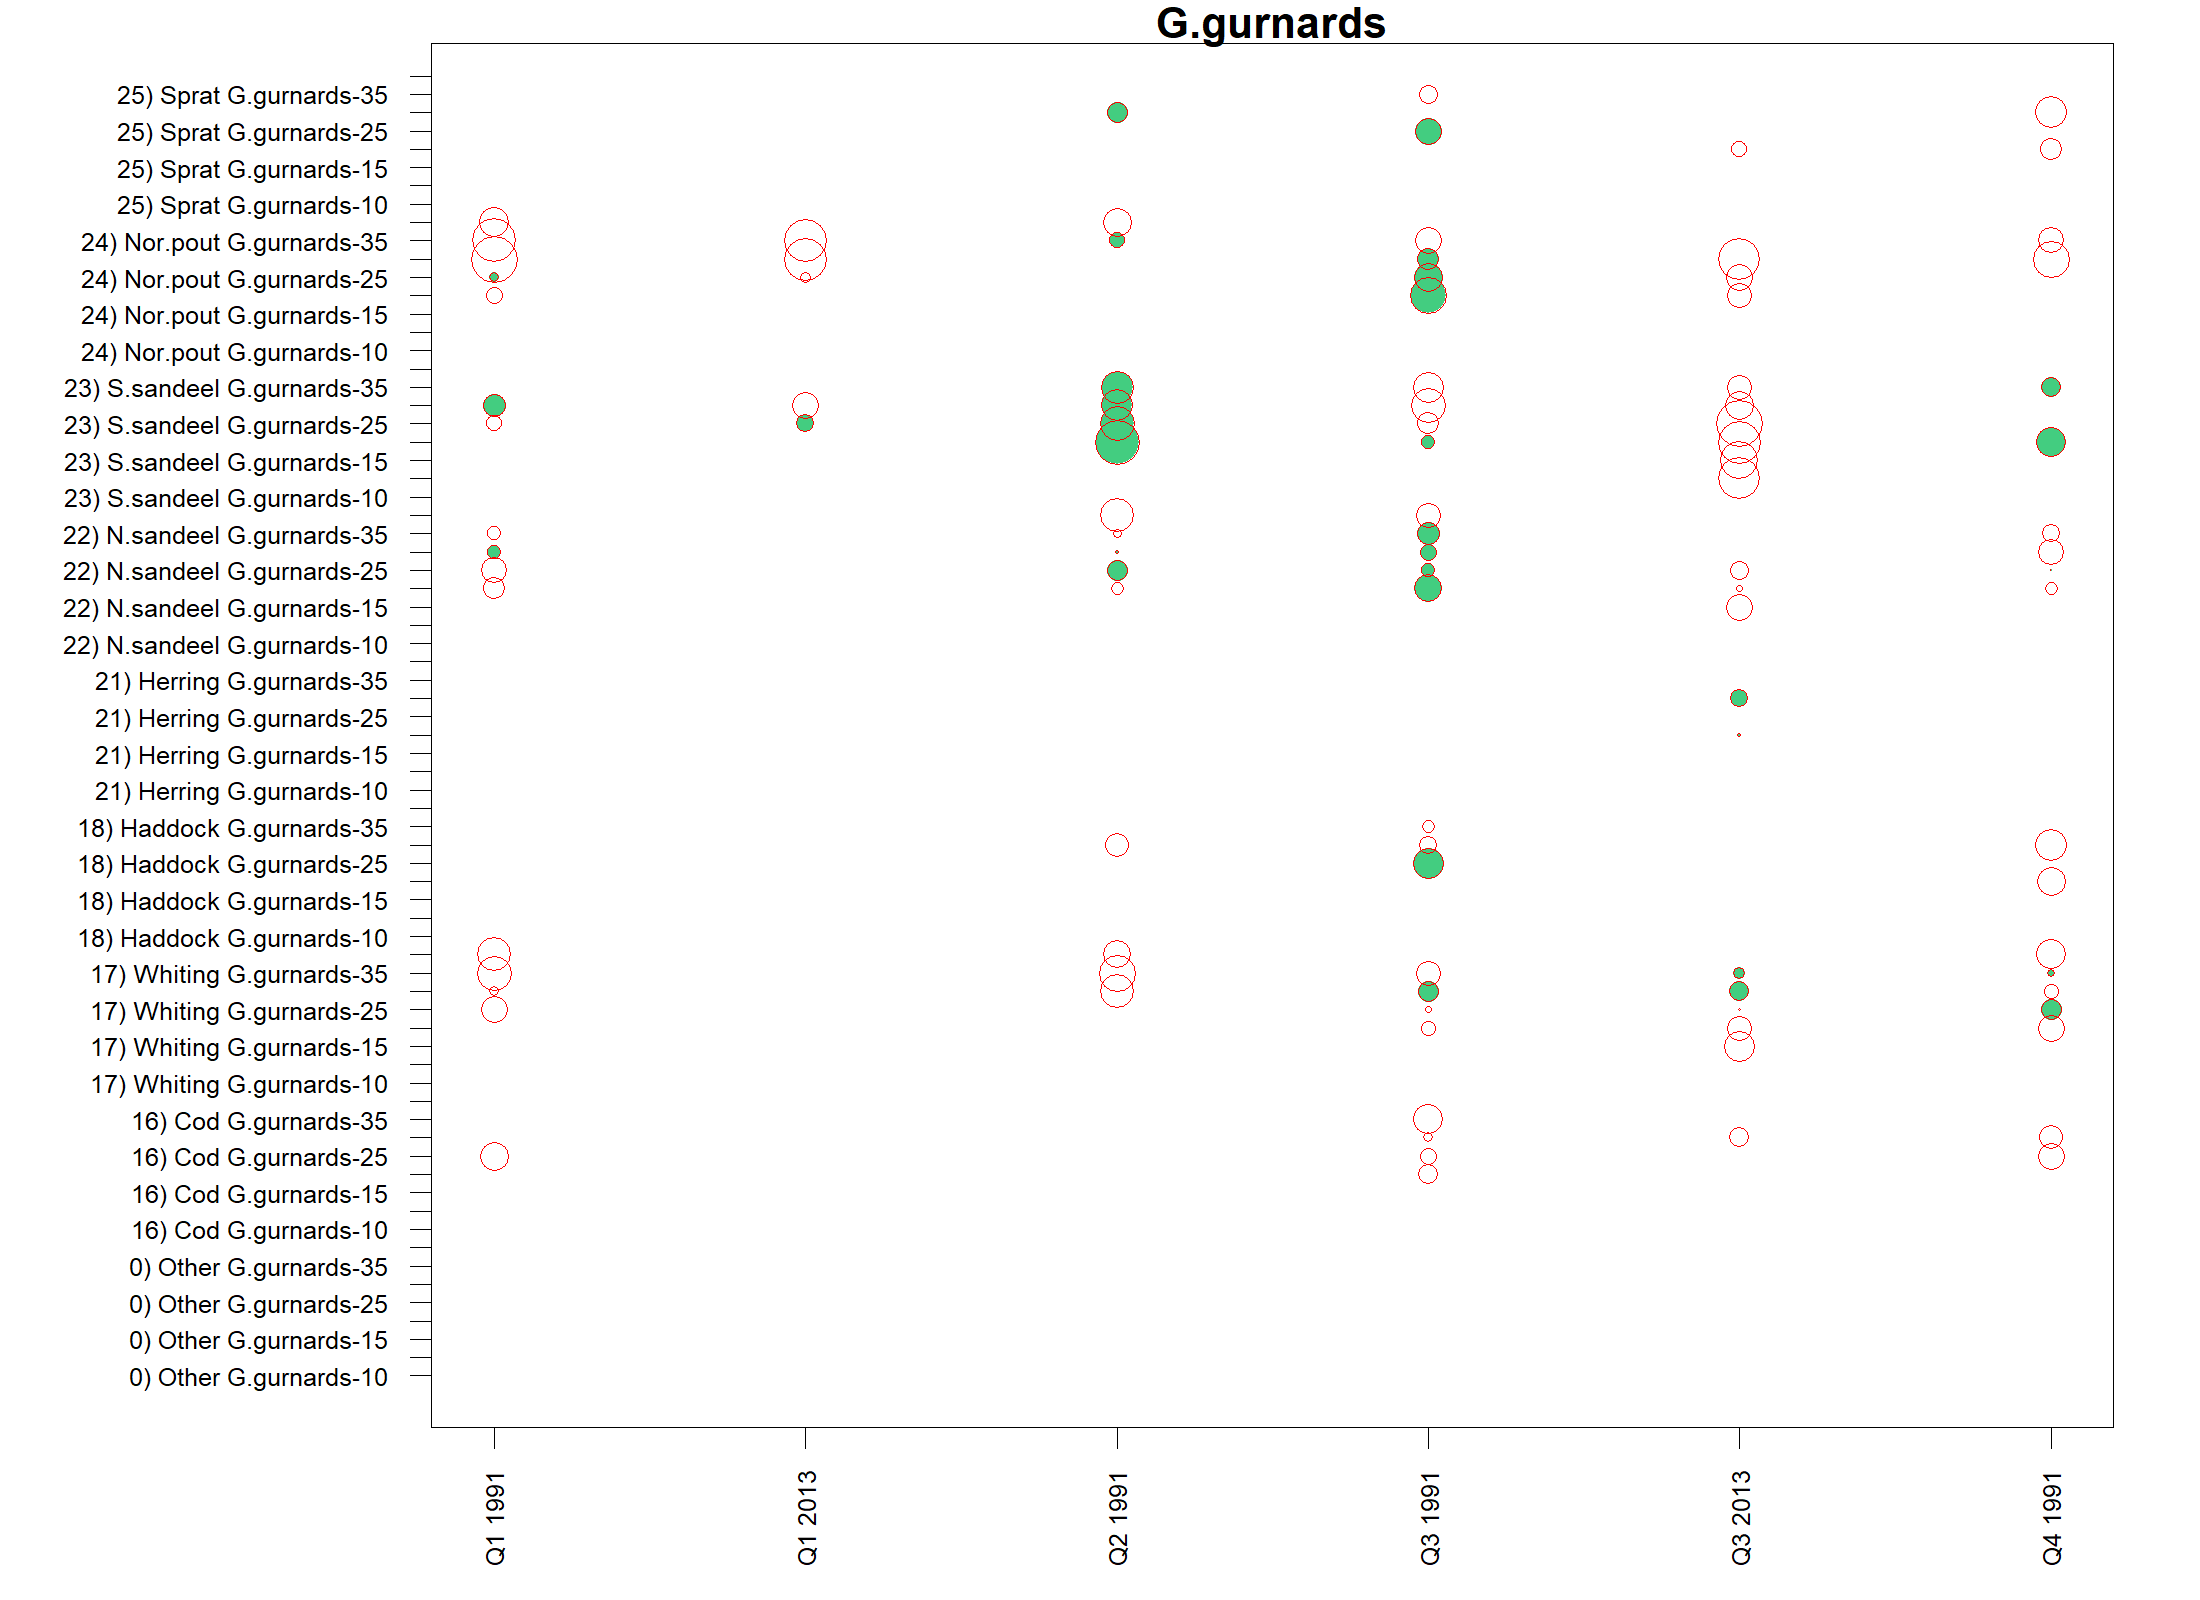 G.gurnards
25) Sprat G.gurnards-35
25) Sprat G.gurnards-25
25) Sprat G.gurnards-15
25) Sprat G.gurnards-10
24) Nor.pout G.gurnards-35
24) Nor.pout G.gurnards-25
24) Nor.pout G.gurnards-15
24) Nor.pout G.gurnards-10
23) S.sandeel G.gurnards-35
23) S.sandeel G.gurnards-25
23) S.sandeel G.gurnards-15
23) S.sandeel G.gurnards-10
22) N.sandeel G.gurnards-35
22) N.sandeel G.gurnards-25
22) N.sandeel G.gurnards-15
22) N.sandeel G.gurnards-10
21) Herring G.gurnards-35
21) Herring G.gurnards-25
21) Herring G.gurnards-15
21) Herring G.gurnards-10
18) Haddock G.gurnards-35
18) Haddock G.gurnards-25
18) Haddock G.gurnards-15
18) Haddock G.gurnards-10
17) Whiting G.gurnards-35
17) Whiting G.gurnards-25
17) Whiting G.gurnards-15
17) Whiting G.gurnards-10
16) Cod G.gurnards-35
16) Cod G.gurnards-25
16) Cod G.gurnards-15
16) Cod G.gurnards-10
0) Other G.gurnards-35
0) Other G.gurnards-25
0) Other G.gurnards-15
0) Other G.gurnards-10
Q1 1991
Q1 2013
Q2 1991
Q3 1991
Q3 2013
Q4 1991